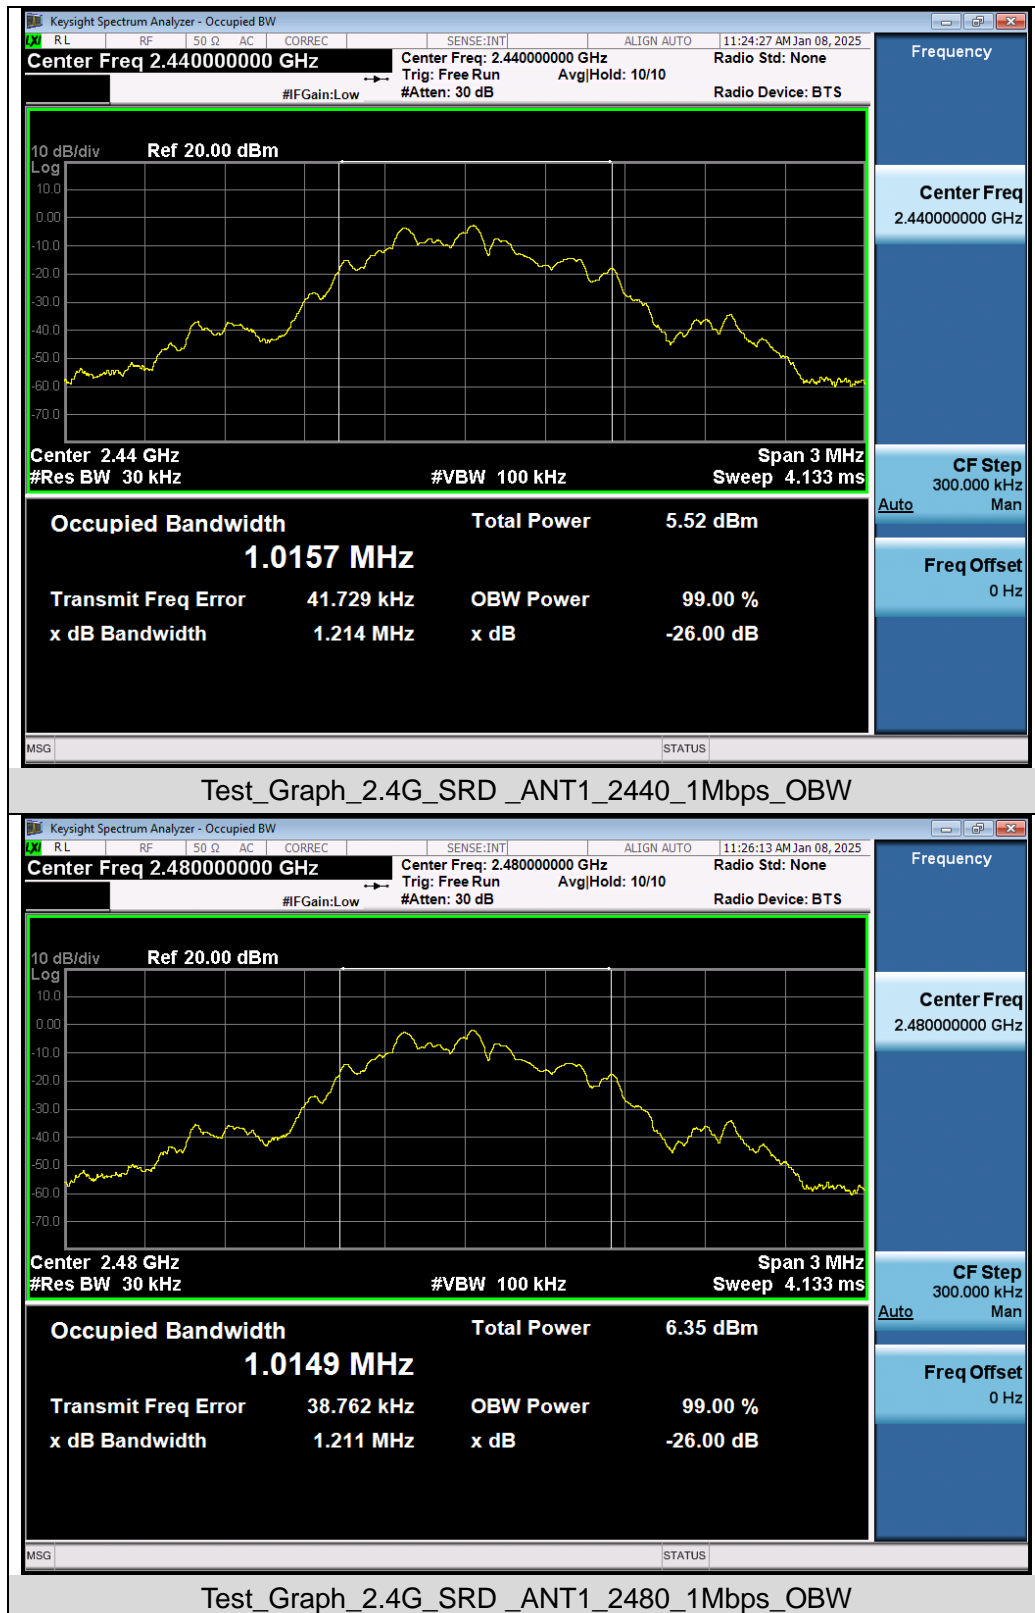 Keysight Spectrum Analyzer - Occupied BW
LXI RL RF 50 Ω AC CORREC SENSE:INT ALIGN AUTO 11:24:27 AM Jan 08, 2025
Center Freq 2.440000000 GHz
Center Freq: 2.440000000 GHz
Radio Std: None
Trig: Free Run Avg|Hold: 10/10
#IFGain:Low
#Atten: 30 dB
Radio Device: BTS
Frequency
10 dB/div Ref 20.00 dBm
Log
10.0
0.00
-10.0
-20.0
-30.0
-40.0
-50.0
-60.0
-70.0
Center Freq
2.440000000 GHz
Center 2.44 GHz Span 3 MHz
#Res BW 30 kHz #VBW 100 kHz Sweep 4.133 ms
CF Step
300.000 kHz
Auto Man
Freq Offset
0 Hz
Occupied Bandwidth Total Power 5.52 dBm
1.0157 MHz
Transmit Freq Error 41.729 kHz OBW Power 99.00 %
x dB Bandwidth 1.214 MHz x dB -26.00 dB
MSG STATUS
Test_Graph_2.4G_SRD _ANT1_2440_1Mbps_OBW
Keysight Spectrum Analyzer - Occupied BW
LXI RL RF 50 Ω AC CORREC SENSE:INT ALIGN AUTO 11:26:13 AM Jan 08, 2025
Center Freq 2.480000000 GHz
Center Freq: 2.480000000 GHz
Radio Std: None
Trig: Free Run Avg|Hold: 10/10
#IFGain:Low
#Atten: 30 dB
Radio Device: BTS
Frequency
10 dB/div Ref 20.00 dBm
Log
10.0
0.00
-10.0
-20.0
-30.0
-40.0
-50.0
-60.0
-70.0
Center Freq
2.480000000 GHz
Center 2.48 GHz Span 3 MHz
#Res BW 30 kHz #VBW 100 kHz Sweep 4.133 ms
CF Step
300.000 kHz
Auto Man
Freq Offset
0 Hz
Occupied Bandwidth Total Power 6.35 dBm
1.0149 MHz
Transmit Freq Error 38.762 kHz OBW Power 99.00 %
x dB Bandwidth 1.211 MHz x dB -26.00 dB
MSG STATUS
Test_Graph_2.4G_SRD _ANT1_2480_1Mbps_OBW